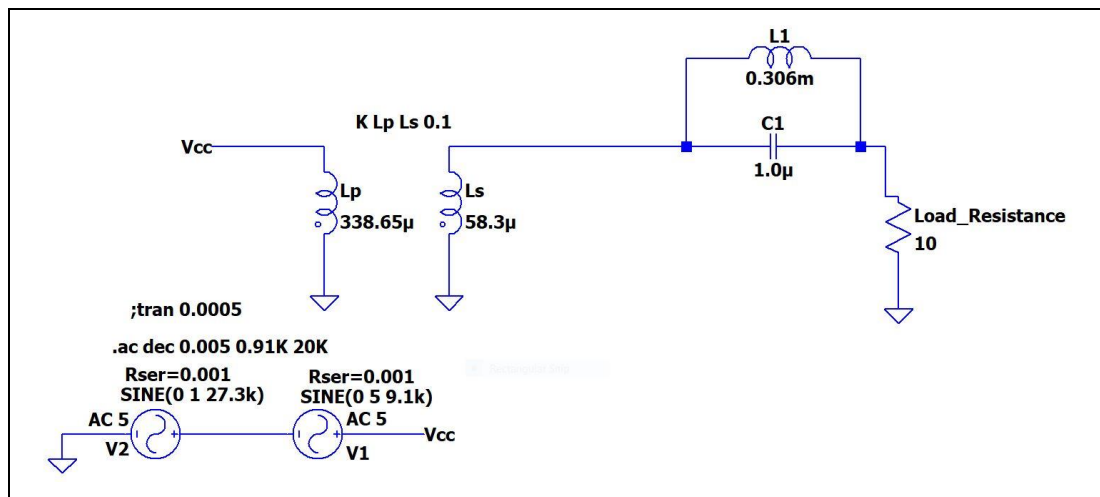 L1
0.306m
K Lp Ls 0.1
C1
1.0µ
Vcc
Lp
338.65µ
Ls
58.3µ
Load_Resistance
10
;tran 0.0005
.ac dec 0.005 0.91K 20K
Rser=0.001
SINE(0 1 27.3k)
AC 5
V2
Rser=0.001
SINE(0 5 9.1k)
AC 5
V1
Vcc